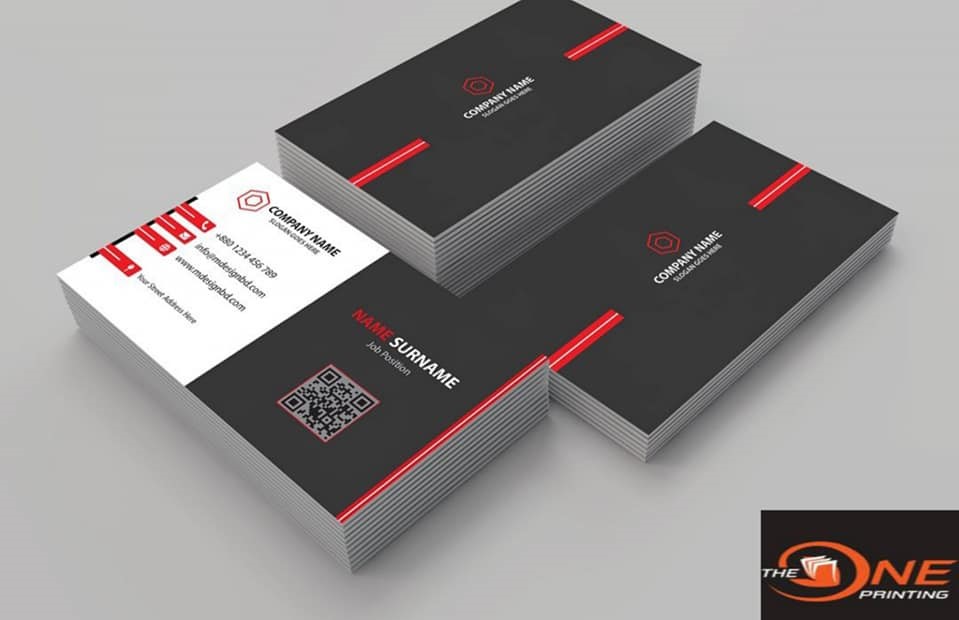 COMPANY NAME
SLOGAN GOES HERE
COMPANY NAME
SLOGAN GOES HERE
+880 1234 456 789
info@mdesignbd.com
www.mdesignbd.com
Your Street Address Here
NAME SURNAME
Job Position
COMPANY NAME
SLOGAN GOES HERE
THE ONE
PRINTING